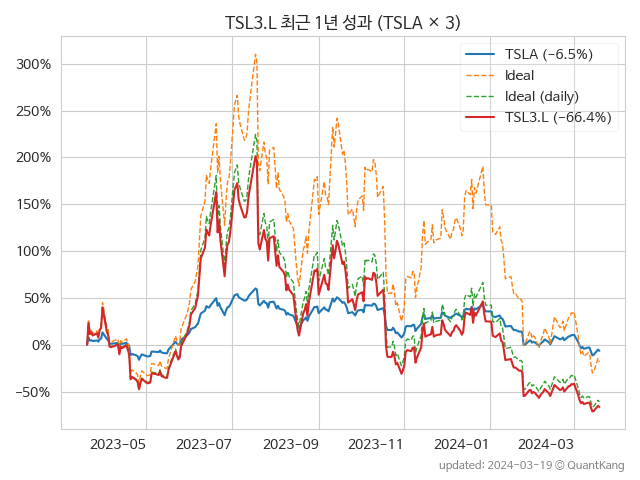 TSL3.L 최근 1년 성과 (TSLA × 3)
TSLA (−6.5%)
Ideal
Ideal (daily)
TSL3.L (−66.4%)
300%
250%
200%
150%
100%
50%
0%
−50%
2023−05
2023−07
2023−09
2023−11
2024−01
2024−03
updated: 2024−03−19 ⓒ QuantKang